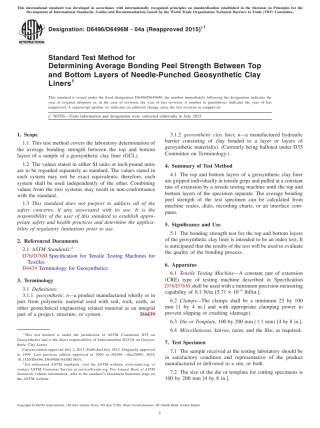 This international standard was developed in accordance with internationally recognized principles on standardization established in the Decision on Principles for the
Development of International Standards, Guides and Recommendations issued by the World Trade Organization Technical Barriers to Trade (TBT) Committee.
Designation: D6496/D6496M − 04a (Reapproved 2015)ε1
Standard Test Method for
Determining Average Bonding Peel Strength Between Top
and Bottom Layers of Needle-Punched Geosynthetic Clay
Liners1
This standard is issued under the fixed designation D6496/D6496M; the number immediately following the designation indicates the
year of original adoption or, in the case of revision, the year of last revision. A number in parentheses indicates the year of last
reapproval. A superscript epsilon (ε) indicates an editorial change since the last revision or reapproval.
ε1 NOTE—Units information and designation were corrected editorially in July 2015
1. Scope
1.1 This test method covers the laboratory determination of
the average bonding strength between the top and bottom
layers of a sample of a geosynthetic clay liner (GCL).
1.2 The values stated in either SI units or inch-pound units
are to be regarded separately as standard. The values stated in
each system may not be exact equivalents; therefore, each
system shall be used independently of the other. Combining
values from the two systems may result in non-conformance
with the standard.
1.3 This standard does not purport to address all of the
safety concerns, if any, associated with its use. It is the
responsibility of the user of this standard to establish appro-
priate safety and health practices and determine the applica-
bility of regulatory limitations prior to use.
2. Referenced Documents
2.1 ASTM Standards:2
D76/D76M Specification for Tensile Testing Machines for
Textiles
D4439 Terminology for Geosynthetics
3. Terminology
3.1 Definitions:
3.1.1 geosynthetic, n—a product manufactured wholly or in
part from polymeric material used with soil, rock, earth, or
other geotechnical engineering related material as an integral
part of a project, structure, or system. D4439
1 This test method is under the jurisdiction of ASTM Committee D35 on
Geosynthetics and is the direct responsibility of Subcommittee D35.04 on Geosyn-
thetic Clay Liners.
Current edition approved July 1, 2015. Published July 2015. Originally approved
in 1999. Last previous edition approved in 2009 as D6496–04a(2009). DOI:
2 For referenced ASTM standards, visit the ASTM website, www.astm.org, or
contact ASTM Customer Service at service@astm.org. For Annual Book of ASTM
Standards volume information, refer to the standard's Document Summary page on
the ASTM website.
3.1.2 geosynthetic clay liner, n—a manufactured hydraulic
barrier consisting of clay bonded to a layer or layers of
geosynthetic material(s). (Currently being balloted under D35
Committee on Terminology.)
4. Summary of Test Method
4.1 The top and bottom layers of a geosynthetic clay liner
are gripped individually in tensile grips and pulled at a constant
rate of extension by a tensile testing machine until the top and
bottom layers of the specimen separate. The average bonding
peel strength of the test specimen can be calculated from
machine scales, dials, recording charts, or an interface com-
puter.
5. Significance and Use
5.1 The bonding strength test for the top and bottom layers
of the geosynthetic clay liner is intended to be an index test. It
is anticipated that the results of the test will be used to evaluate
the quality of the bonding process.
6. Apparatus
6.1 Tensile Testing Machine—A constant rate of extension
(CRE) type of testing machine described in Specification
D76/D76M shall be used with a minimum precision measuring
6.2 Clamps—The clamps shall be a minimum 25 by 100
mm [1 by 4 in.] and with appropriate clamping power to
prevent slipping or crushing (damage).
6.3 Die or Template, 100 by 200 mm (±1 mm) [4 by 8 in.].
6.4 Miscellaneous, knives, razor, and the like, as required.
7. Test Specimen
7.1 The sample received at the testing laboratory should be
in satisfactory condition and representative of the product
manufactured or delivered to a site, or both.
7.2 The size of the die or template for cutting specimens is
100 by 200 mm [4 by 8 in.].
Copyright © ASTM International, 100 Barr Harbor Drive, PO Box C700, West Conshohocken, PA 19428-2959. United States
1